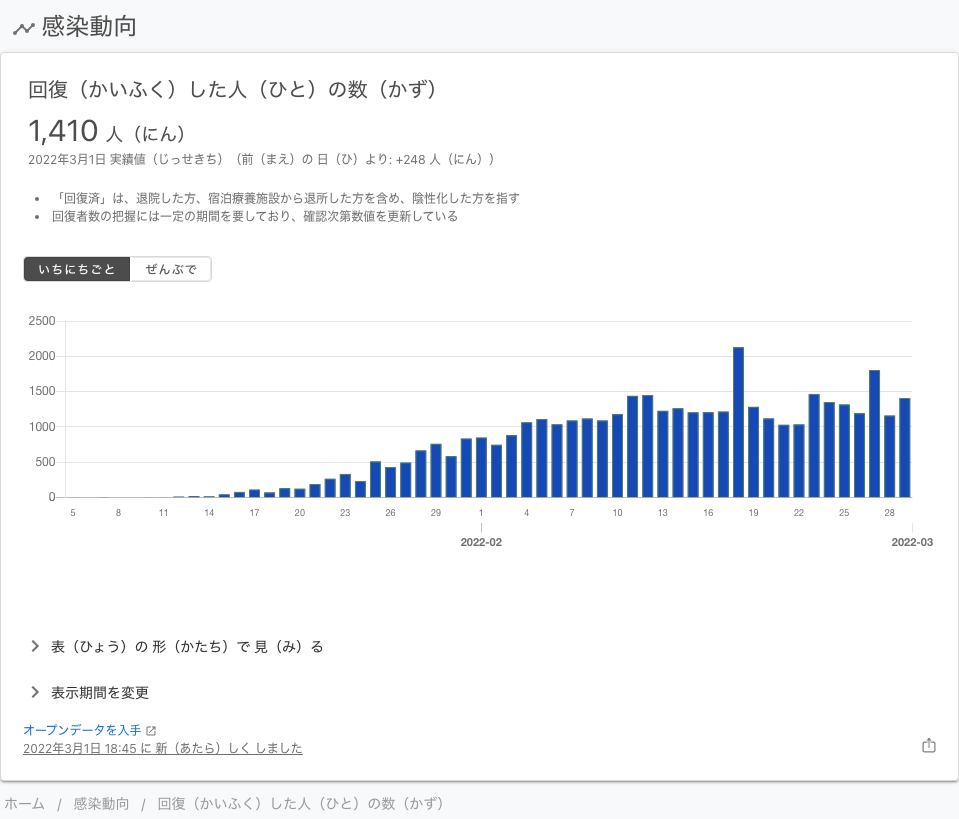 感染動向
回復（かいふく）した人（ひと）の数（かず）
1,410 人（にん）
2022年3月1日 実績値（じっせきち）（前（まえ）の 日（ひ）より: +248 人（にん））
「回復済」は、退院した方、宿泊療養施設から退所した方を含め、陰性化した方を指す
回復者数の把握には一定の期間を要しており、確認次第数値を更新している
いちにちごと ぜんぶで
2500
2000
1500
1000
500
0
5 8 11 14 17 20 23 26 29 1 4 7 10 13 16 19 22 25 28
2022-02 2022-03
表（ひょう）の 形（かたち）で 見（み）る
表示期間を変更
オープンデータを入手
2022年3月1日 18:45 に 新（あたら）しく しました
ホーム / 感染動向 / 回復（かいふく）した人（ひと）の数（かず）